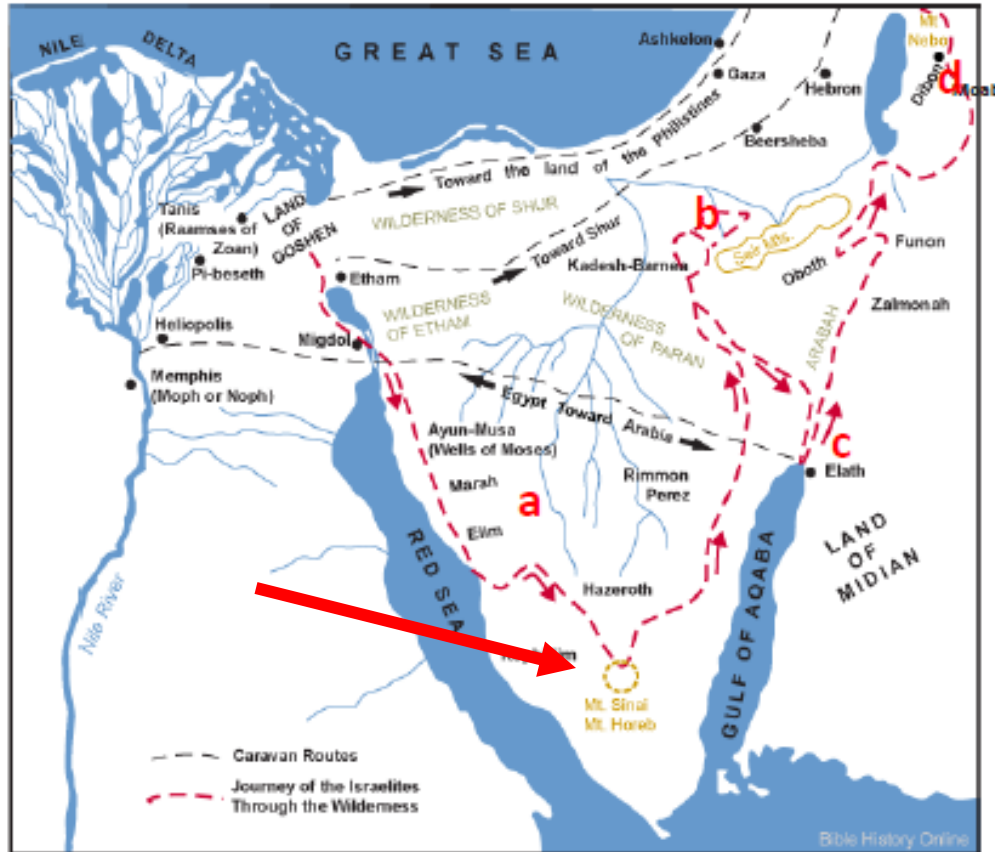 GREAT SEA
NILE DELTA
Ashkelon
Gaza
Hebron
Beersheba
Mt
Nebo
Dibon
d
Moab
Toward the land of the Philistines
WILDERNESS OF SHUR
LAND
OF
GOSHEN
Tanis
(Raamses of
Zoan)
Pi-beseth
Etham
Toward Shur
b
Kadesh-Barnea
Seir Mts.
Oboth
Funon
Zalmonah
ARABAH
WILDERNESS
OF ETHAM
WILDERNESS
OF PARAN
Heliopolis
Migdol
Memphis
(Moph or Noph)
Egypt Toward Arabia
c
Elath
Ayun-Musa
(Wells of Moses)
Marah
a
Elim
Rimmon
Perez
LAND
OF
MIDIAN
RED SEA
Hazeroth
GULF OF AQABA
Nile River
Mt. Sinai
Mt. Horeb
Caravan Routes
Journey of the Israelites
Through the Wilderness
Bible History Online